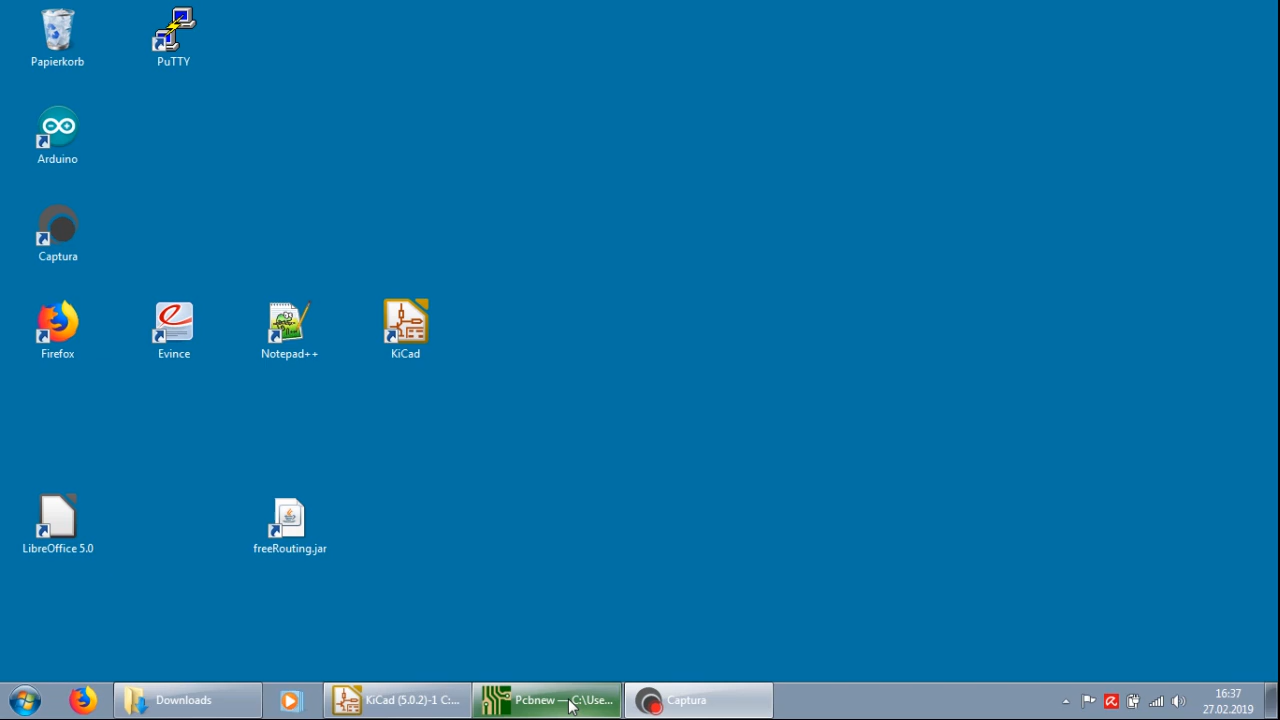 Papierkorb
PuTTY
Arduino
Captura
Firefox
Evince
Notepad++
KiCad
LibreOffice 5.0
freeRouting.jar
Downloads
KiCad (5.0.2)-1 C:...
Pcbnew — C:\Use...
Captura
16:37
27.02.2019